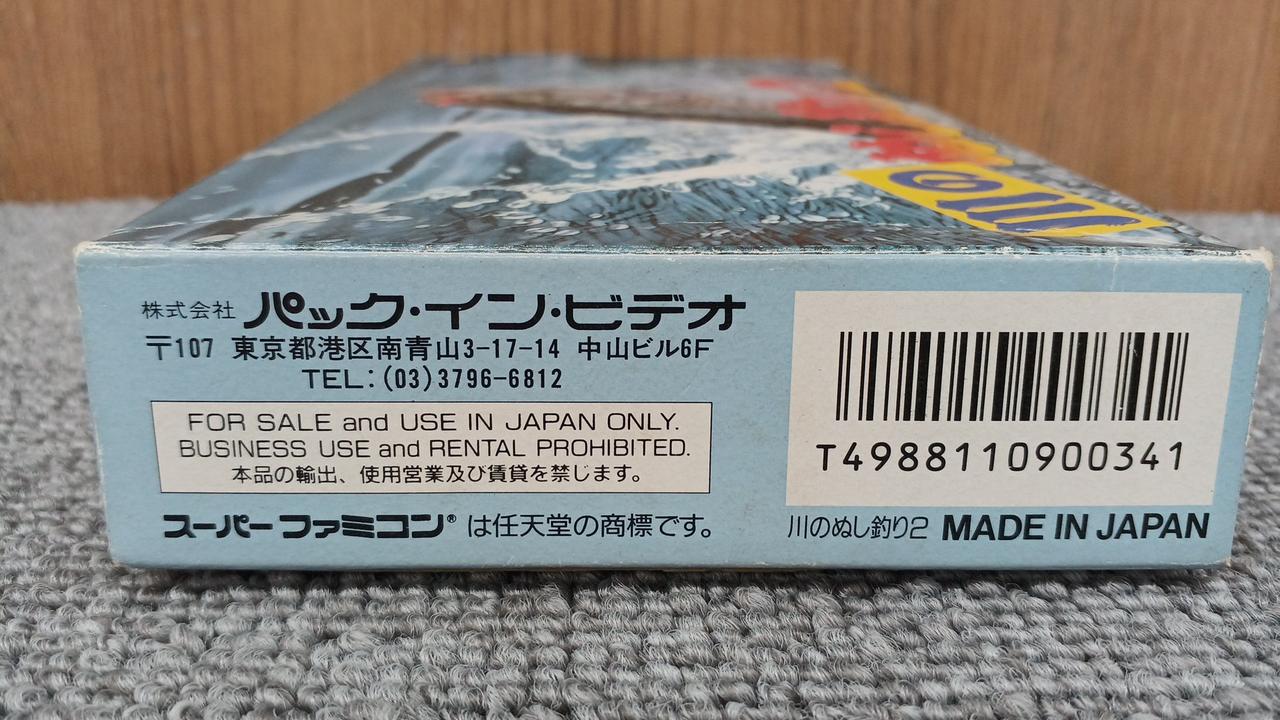 川の
株式会社 パック・イン・ビデオ
〒107 東京都港区南青山3-17-14 中山ビル6F
TEL:(03)3796-6812
FOR SALE and USE IN JAPAN ONLY.
BUSINESS USE and RENTAL PROHIBITED.
本品の輸出、使用営業及び賃貸を禁じます。
スーパーファミコン® は任天堂の商標です。
T4988110900341
川のぬし釣り2 MADE IN JAPAN